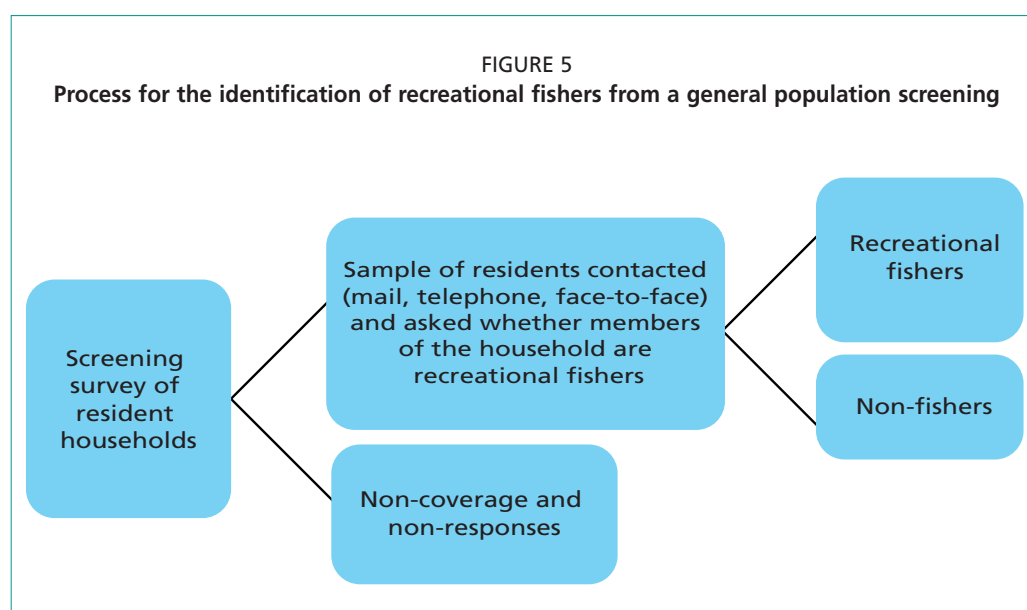 FIGURE 5
Process for the identification of recreational fishers from a general population screening
Screening
survey of
resident
households
Sample of residents contacted
(mail, telephone, face-to-face)
and asked whether members
of the household are
recreational fishers
Non-coverage and
non-responses
Recreational
fishers
Non-fishers